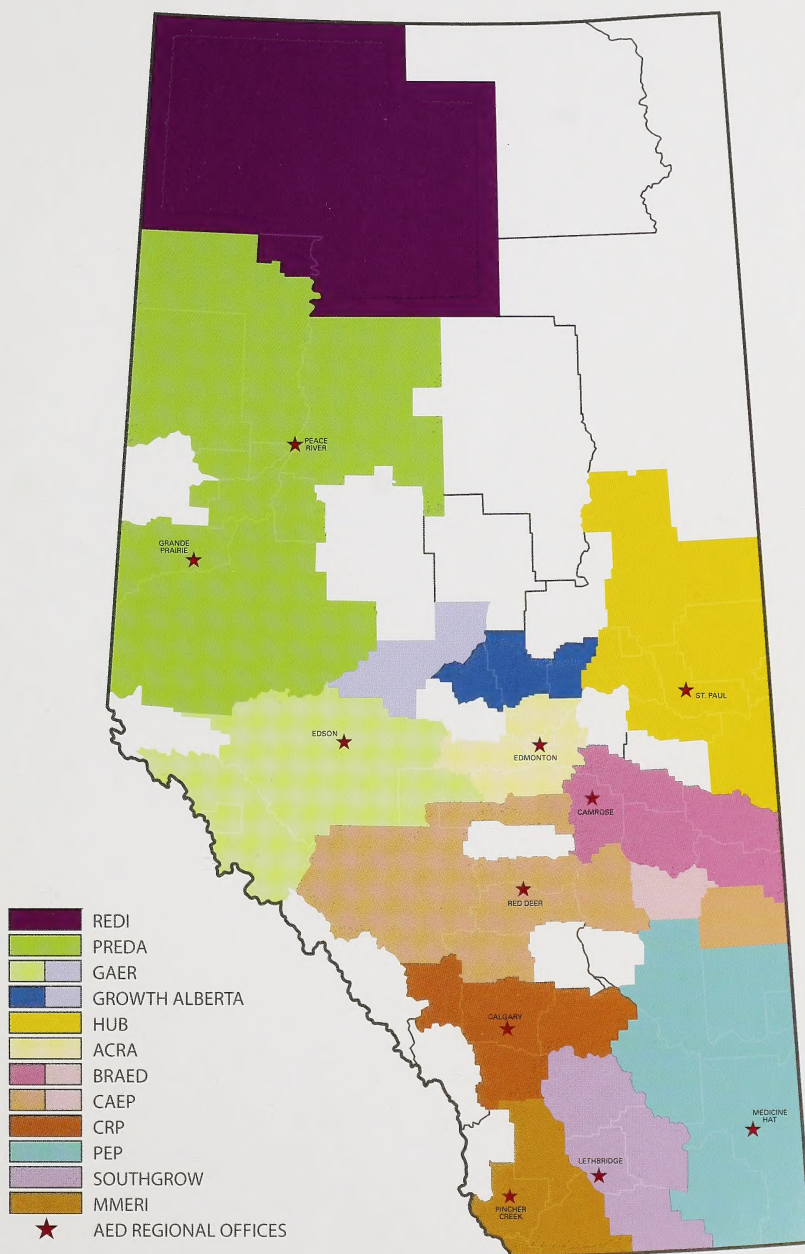 PEACE
RIVER
GRANDE
PRAIRIE
ST. PAUL
EDSON
EDMONTON
CAMROSE
RED DEER
CALGARY
MEDICINE
HAT
LETHBRIDGE
PINCHER
CREEK
REDI
PREDA
GAER
GROWTH ALBERTA
HUB
ACRA
BRAED
CAEP
CRP
PEP
SOUTHGROW
MMERI
AED REGIONAL OFFICES